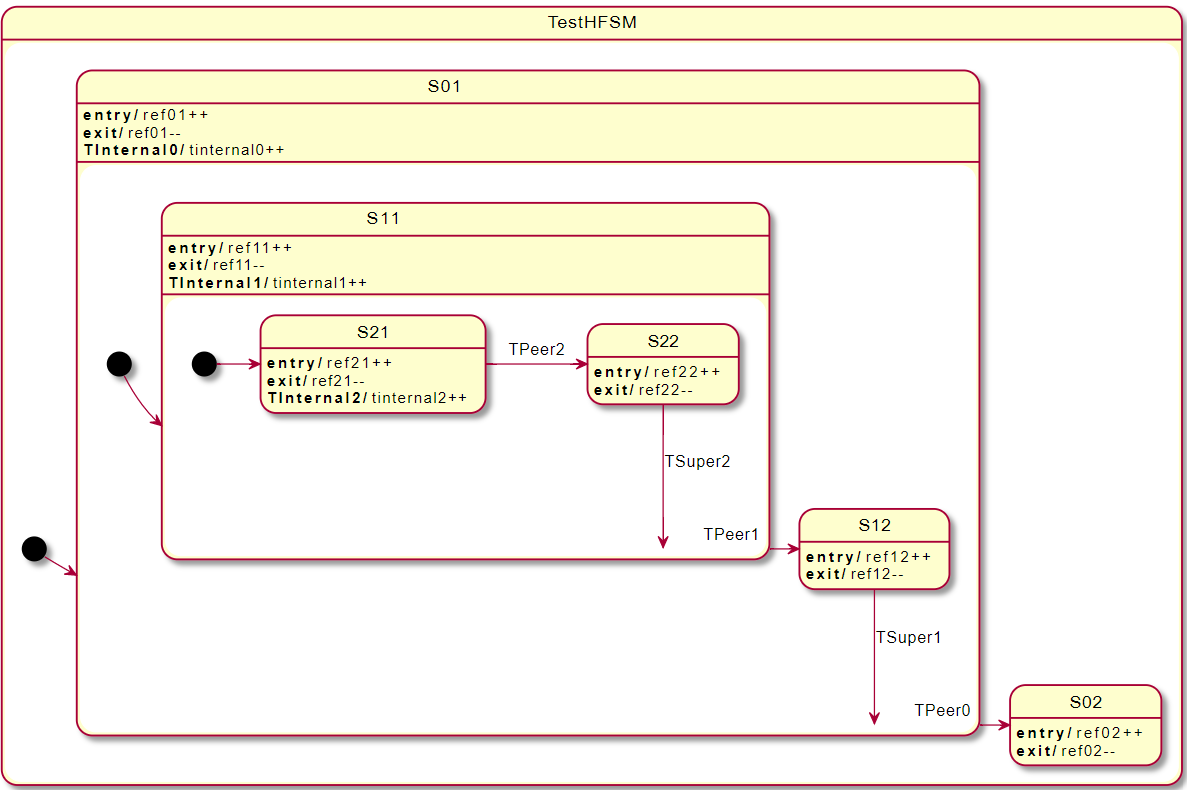 TestHFSM
S01
entry/ ref01++
exit/ ref01--
TInternal0/ tinternal0++
S11
entry/ ref11++
exit/ ref11--
TInternal1/ tinternal1++
S21
entry/ ref21++
exit/ ref21--
TInternal2/ tinternal2++
TPeer2
S22
entry/ ref22++
exit/ ref22--
TSuper2
TPeer1
S12
entry/ ref12++
exit/ ref12--
TSuper1
TPeer0
S02
entry/ ref02++
exit/ ref02--